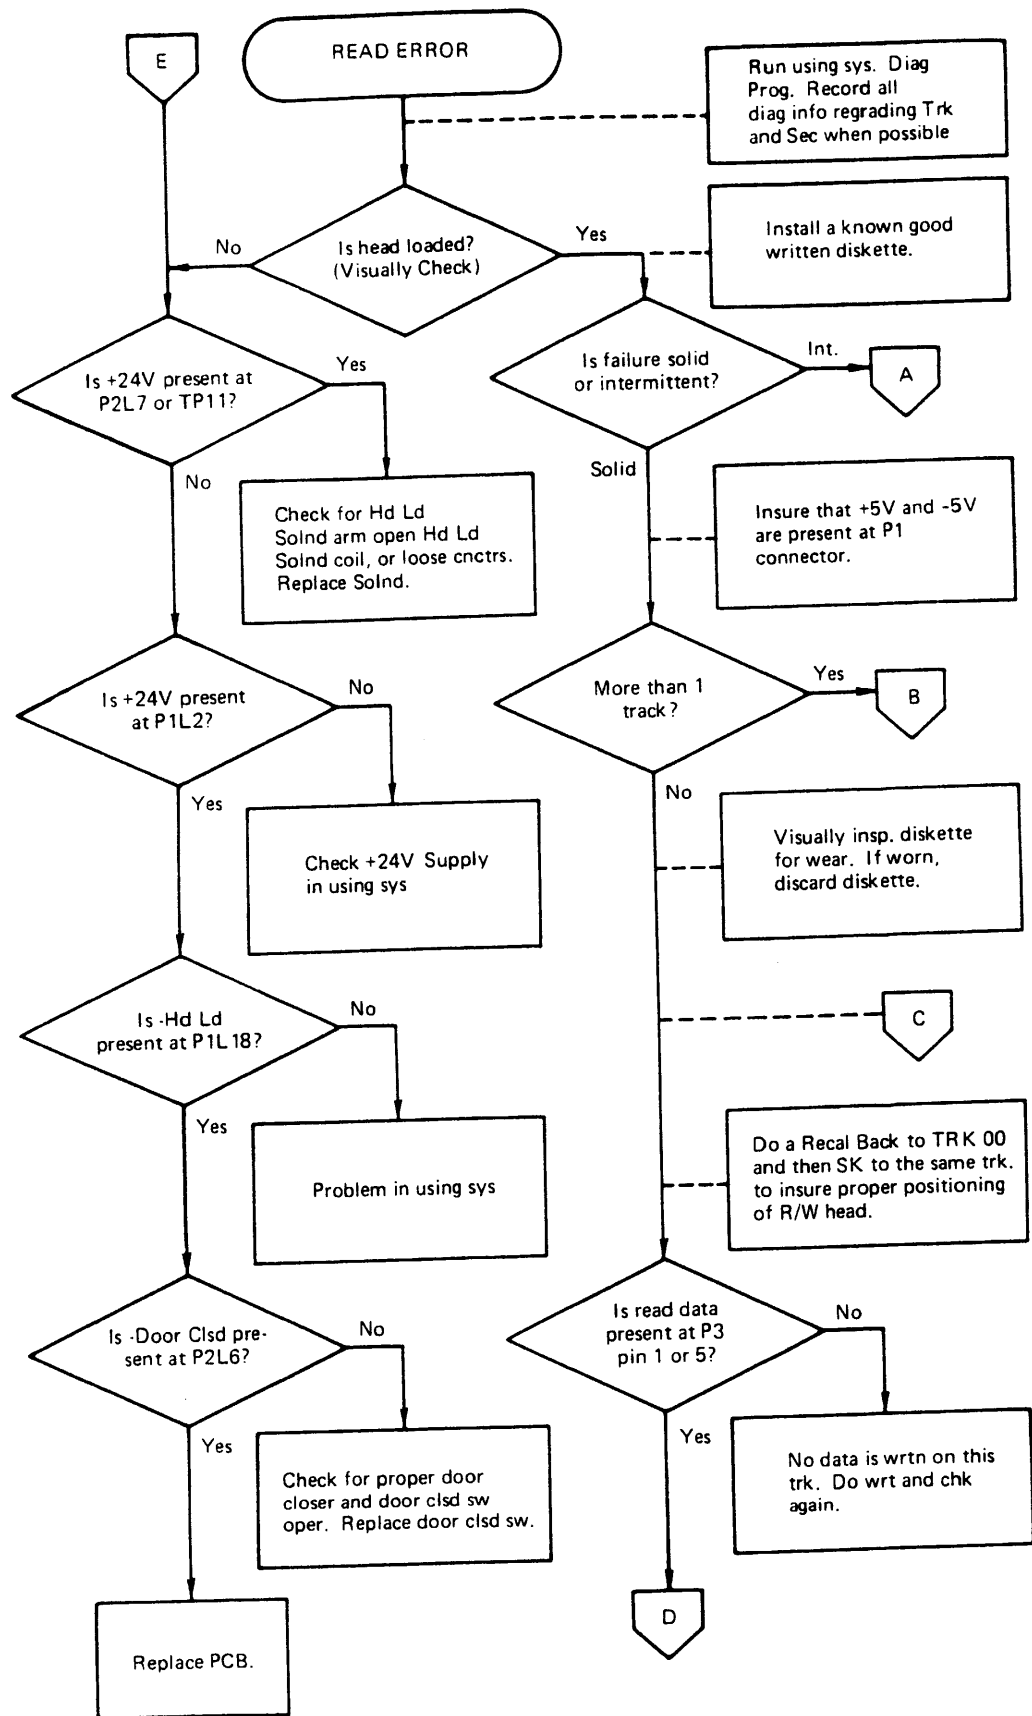 E
READ ERROR
Run using sys. Diag
Prog. Record all
diag info regrading Trk
and Sec when possible
Is head loaded?
(Visually Check)
No
Yes
Install a known good
written diskette.
Is +24V present at
P2L7 or TP11?
Yes
No
Is failure solid
or intermittent?
Int.
A
Solid
Check for Hd Ld
Solnd arm open Hd Ld
Solnd coil, or loose cnctrs.
Replace Solnd.
Insure that +5V and -5V
are present at P1
connector.
Is +24V present
at P1L2?
No
Yes
More than 1
track?
Yes
B
No
Check +24V Supply
in using sys
Visually insp. diskette
for wear. If worn,
discard diskette.
Is -Hd Ld
present at P1L18?
No
Yes
C
Problem in using sys
Do a Recal Back to TRK 00
and then SK to the same trk.
to insure proper positioning
of R/W head.
Is -Door Clsd pre-
sent at P2L6?
No
Yes
Is read data
present at P3
pin 1 or 5?
No
Yes
Check for proper door
closer and door clsd sw
oper. Replace door clsd sw.
No data is wrtn on this
trk. Do wrt and chk
again.
Replace PCB.
D